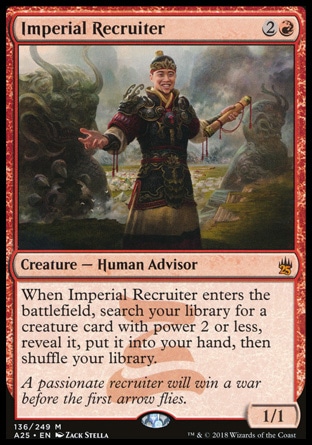 Imperial Recruiter 2
Creature — Human Advisor
When Imperial Recruiter enters the
battlefield, search your library for a
creature card with power 2 or less,
reveal it, put it into your hand, then
shuffle your library.
A passionate recruiter will win a war
before the first arrow flies.
1/1
136/249 M
A25 • EN Zack Stella
™ & © 2018 Wizards of the Coast